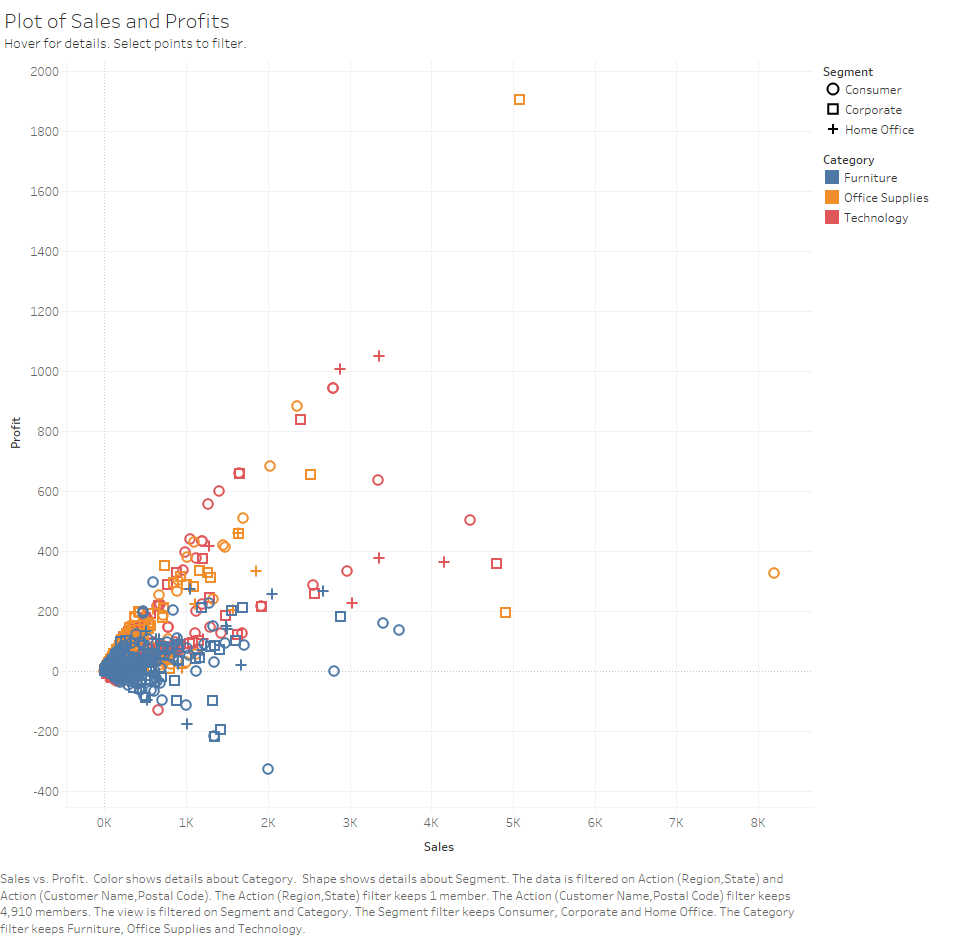 Plot of Sales and Profits
Hover for details. Select points to filter.
2000
1800
1600
1400
1200
1000
800
600
400
200
0
-200
-400
Profit
0K 1K 2K 3K 4K 5K 6K 7K 8K
Sales
Segment
Consumer
Corporate
Home Office
Category
Furniture
Office Supplies
Technology
Sales vs. Profit.  Color shows details about Category.  Shape shows details about Segment. The data is filtered on Action (Region,State) and
Action (Customer Name,Postal Code). The Action (Region,State) filter keeps 1 member. The Action (Customer Name,Postal Code) filter keeps
4,910 members. The view is filtered on Segment and Category. The Segment filter keeps Consumer, Corporate and Home Office. The Category
filter keeps Furniture, Office Supplies and Technology.